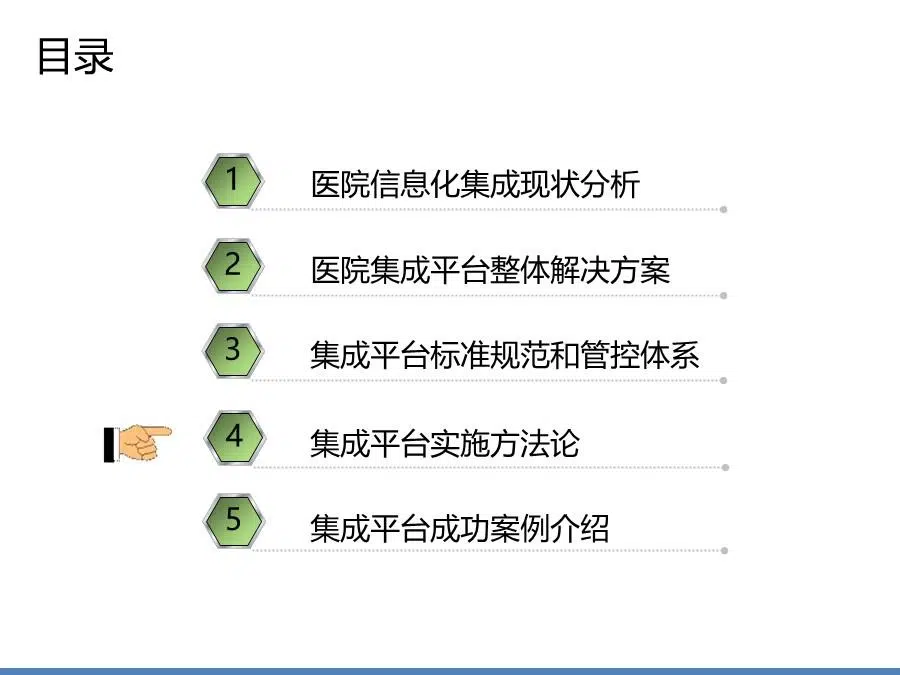 目录
1 医院信息化集成现状分析
2 医院集成平台整体解决方案
3 集成平台标准规范和管控体系
4 集成平台实施方法论
5 集成平台成功案例介绍